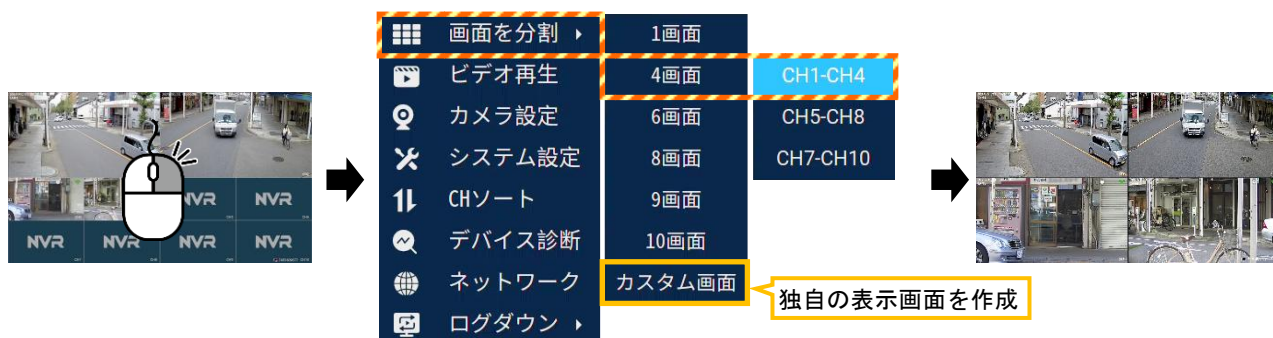 NVR
NVR
NVR
NVR
NVR
NVR
画面を分割
ビデオ再生
カメラ設定
システム設定
CHソート
デバイス診断
ネットワーク
ログダウン
1画面
4画面
6画面
8画面
9画面
10画面
カスタム画面
CH1-CH4
CH5-CH8
CH7-CH10
独自の表示画面を作成